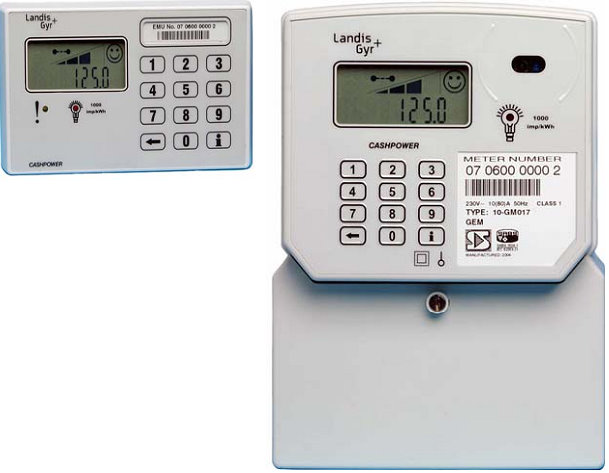 Landis
Gyr+
EMU No. 07 0600 0000 2
125.0
1000
imp/kWh
1 2 3
4 5 6
7 8 9
← 0 i
!
CASHPOWER
Landis
Gyr+
125.0
1000
imp/kWh
CASHPOWER
1 2 3
4 5 6
7 8 9
← 0 i
METER NUMBER
07 0600 0000 2
230V~ 10(80)A 50Hz CLASS 1
TYPE: 10-GM017
GEM
SABS
MANUFACTURED 2006